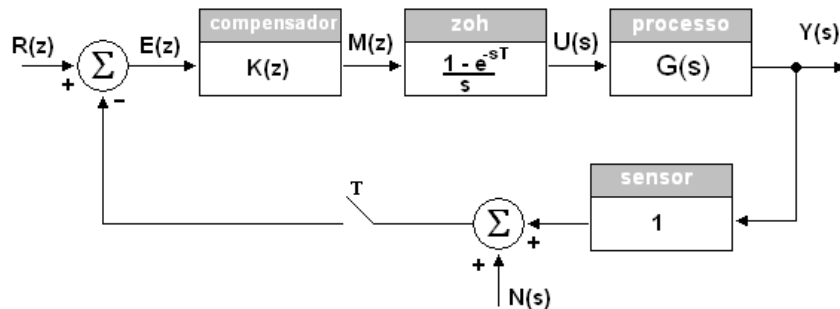 compensador
zoh
processo
R(z)
E(z)
M(z)
U(s)
Y(s)
Σ
K(z)
1 - e^-sT
s
G(s)
+
−
sensor
T
Σ
1
+
+
N(s)